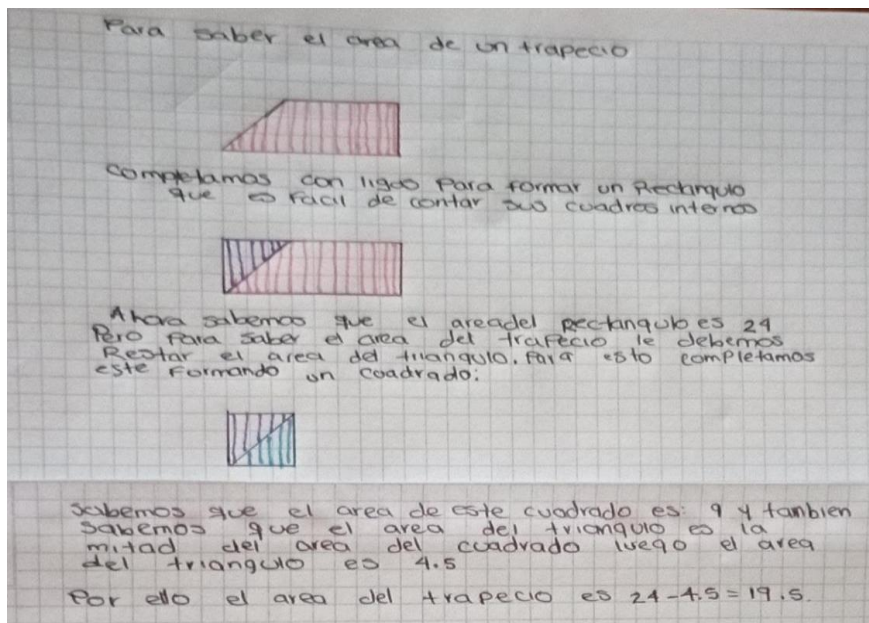 Para saber el area de un trapecio
completamos con ligas Para formar un Rectangulo
que es facil de contar sus cuadros internos
Ahora sabemos que el areadel Rectangulo es 24
Pero Para saber el area del trapecio le debemos
Restar el area del triangulo. Para esto completamos
este Formando un coadrado:
sabemos que el area de este cuadrado es: 9 y tanbien
sabemos que el area del triangulo es la
mitad del area del cuadrado luego el area
del triangulo es 4.5
Por ello el area del trapecio es 24-4.5=19.5.